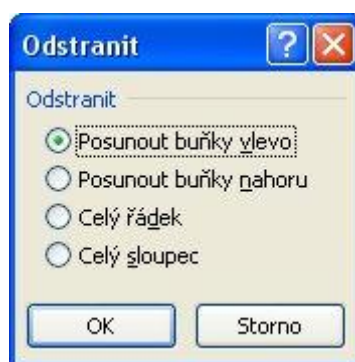 Odstranit
Odstranit
Posunout buňky vlevo
Posunout buňky nahoru
Celý řádek
Celý sloupec
OK
Storno